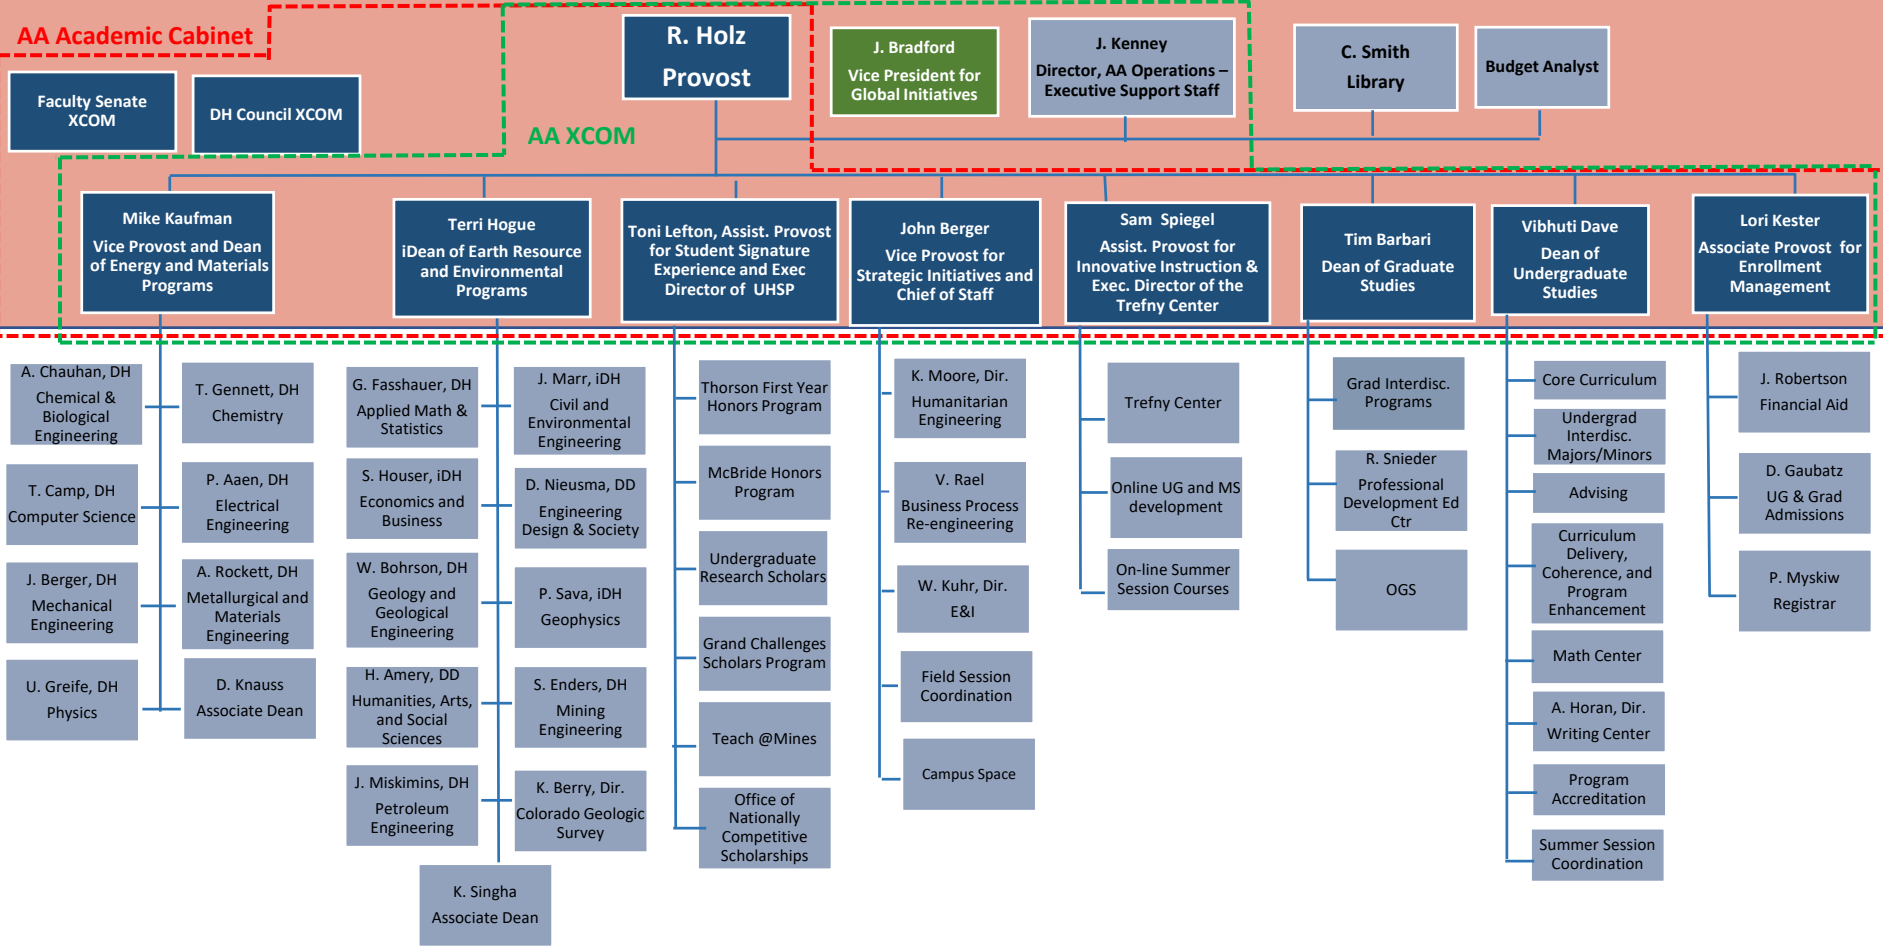 AA Academic Cabinet
Faculty Senate
XCOM
DH Council XCOM
R. Holz
Provost
J. Bradford
Vice President for
Global Initiatives
J. Kenney
Director, AA Operations –
Executive Support Staff
C. Smith
Library
Budget Analyst
AA XCOM
Mike Kaufman
Vice Provost and Dean
of Energy and Materials
Programs
Terri Hogue
iDean of Earth Resource
and Environmental
Programs
Toni Lefton, Assist. Provost
for Student Signature
Experience and Exec
Director of UHSP
John Berger
Vice Provost for
Strategic Initiatives and
Chief of Staff
Sam Spiegel
Assist. Provost for
Innovative Instruction &
Exec. Director of the
Trefny Center
Tim Barbari
Dean of Graduate
Studies
Vibhuti Dave
Dean of
Undergraduate
Studies
Lori Kester
Associate Provost for
Enrollment
Management
A. Chauhan, DH
Chemical &
Biological
Engineering
T. Gennett, DH
Chemistry
T. Camp, DH
Computer Science
P. Aaen, DH
Electrical
Engineering
J. Berger, DH
Mechanical
Engineering
A. Rockett, DH
Metallurgical and
Materials
Engineering
U. Greife, DH
Physics
D. Knauss
Associate Dean
G. Fasshauer, DH
Applied Math &
Statistics
J. Marr, iDH
Civil and
Environmental
Engineering
S. Houser, iDH
Economics and
Business
D. Nieusma, DD
Engineering
Design & Society
W. Bohrson, DH
Geology and
Geological
Engineering
P. Sava, iDH
Geophysics
H. Amery, DD
Humanities, Arts,
and Social
Sciences
S. Enders, DH
Mining
Engineering
J. Miskimins, DH
Petroleum
Engineering
K. Berry, Dir.
Colorado Geologic
Survey
K. Singha
Associate Dean
Thorson First Year
Honors Program
McBride Honors
Program
Undergraduate
Research Scholars
Grand Challenges
Scholars Program
Teach @Mines
Office of
Nationally
Competitive
Scholarships
K. Moore, Dir.
Humanitarian
Engineering
V. Rael
Business Process
Re-engineering
W. Kuhr, Dir.
E&I
Field Session
Coordination
Campus Space
Trefny Center
Online UG and MS
development
On-line Summer
Session Courses
Grad Interdisc.
Programs
R. Snieder
Professional
Development Ed
Ctr
OGS
Core Curriculum
Undergrad
Interdisc.
Majors/Minors
Advising
Curriculum
Delivery,
Coherence, and
Program
Enhancement
Math Center
A. Horan, Dir.
Writing Center
Program
Accreditation
Summer Session
Coordination
J. Robertson
Financial Aid
D. Gaubatz
UG & Grad
Admissions
P. Myskiw
Registrar